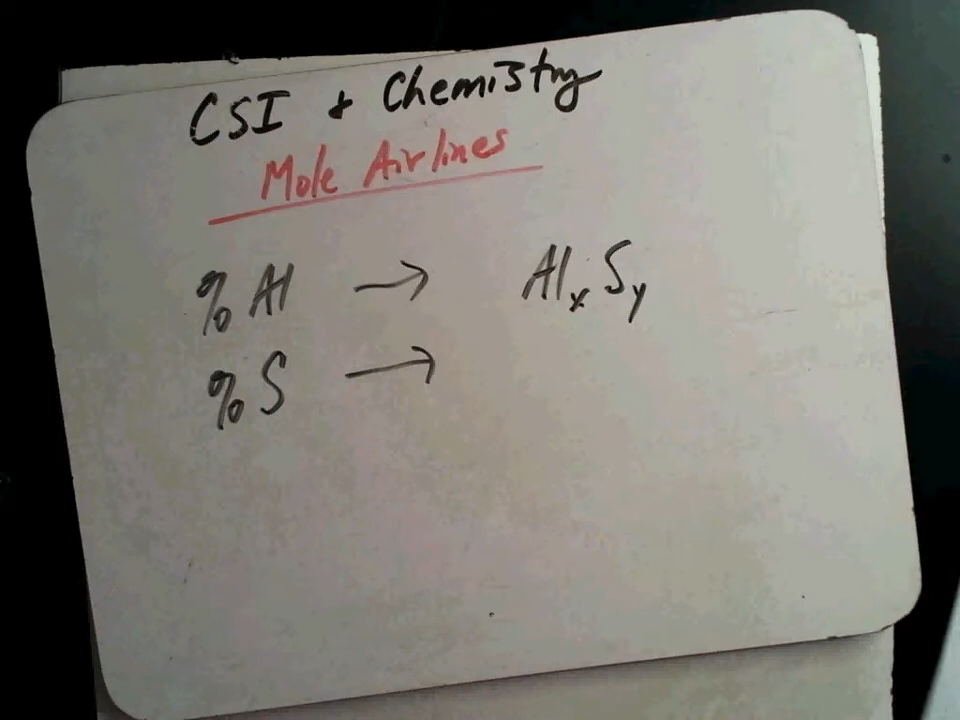 CSI + Chemistry
Mole Airlines
% Al → AlxSy
% S →